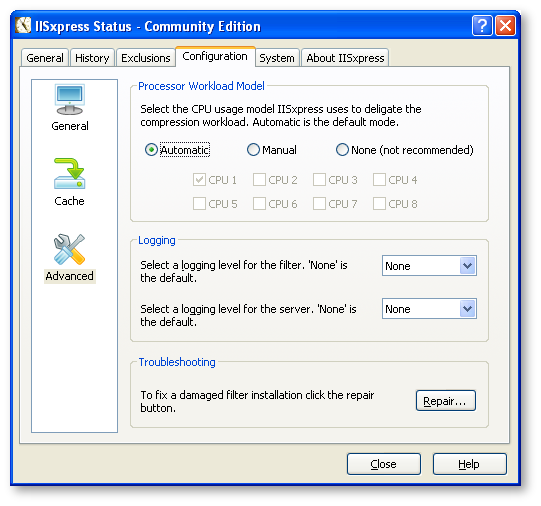 IISxpress Status - Community Edition
General History Exclusions Configuration System About IISxpress
General
Cache
Advanced
Processor Workload Model
Select the CPU usage model IISxpress uses to deligate the
compression workload. Automatic is the default mode.
Automatic Manual None (not recommended)
CPU 1 CPU 2 CPU 3 CPU 4
CPU 5 CPU 6 CPU 7 CPU 8
Logging
Select a logging level for the filter. 'None' is
the default.
None
Select a logging level for the server. 'None' is
the default.
None
Troubleshooting
To fix a damaged filter installation click the repair
button.
Repair...
Close Help